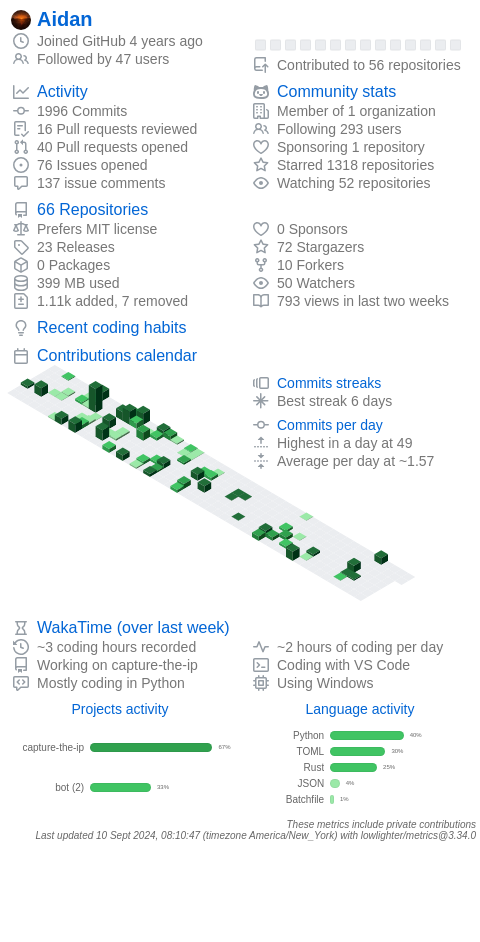 Aidan
Joined GitHub 4 years ago
Followed by 47 users
Contributed to 56 repositories
Activity
1996 Commits
16 Pull requests reviewed
40 Pull requests opened
76 Issues opened
137 issue comments
Community stats
Member of 1 organization
Following 293 users
Sponsoring 1 repository
Starred 1318 repositories
Watching 52 repositories
66 Repositories
Prefers MIT license
23 Releases
0 Packages
399 MB used
1.11k added, 7 removed
0 Sponsors
72 Stargazers
10 Forkers
50 Watchers
793 views in last two weeks
Recent coding habits
Contributions calendar
Commits streaks
Best streak 6 days
Commits per day
Highest in a day at 49
Average per day at ~1.57
WakaTime (over last week)
~3 coding hours recorded
Working on capture-the-ip
Mostly coding in Python
~2 hours of coding per day
Coding with VS Code
Using Windows
Projects activity
capture-the-ip 67%
bot (2) 33%
Language activity
Python 40%
TOML 30%
Rust 25%
JSON 4%
Batchfile 1%
These metrics include private contributions
Last updated 10 Sept 2024, 08:10:47 (timezone America/New_York) with lowlighter/metrics@3.34.0